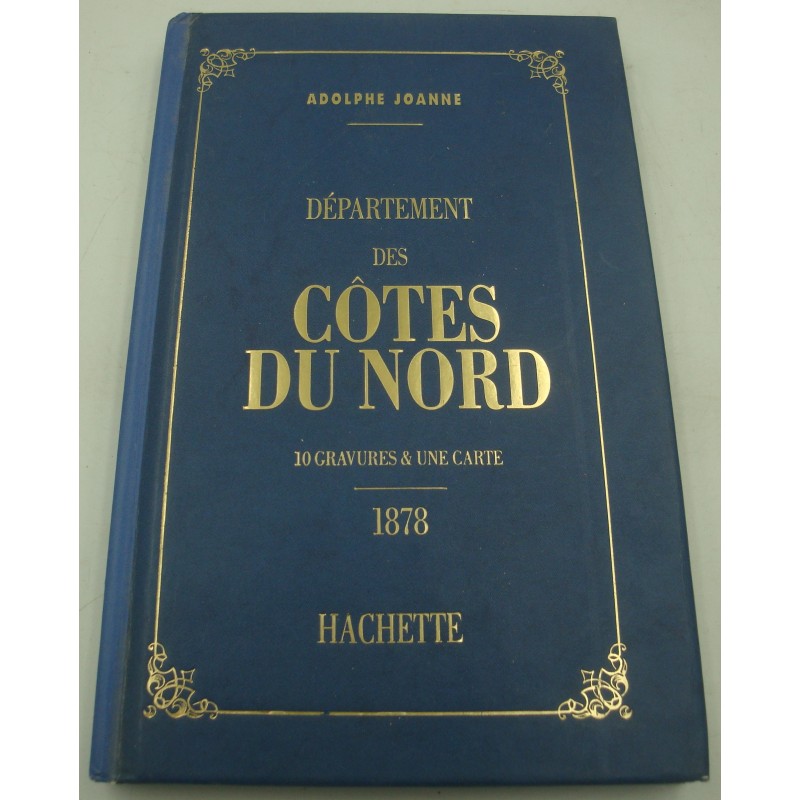 ADOLPHE JOANNE
DÉPARTEMENT
DES
CÔTES
DU NORD
10 GRAVURES & UNE CARTE
1878
HACHETTE